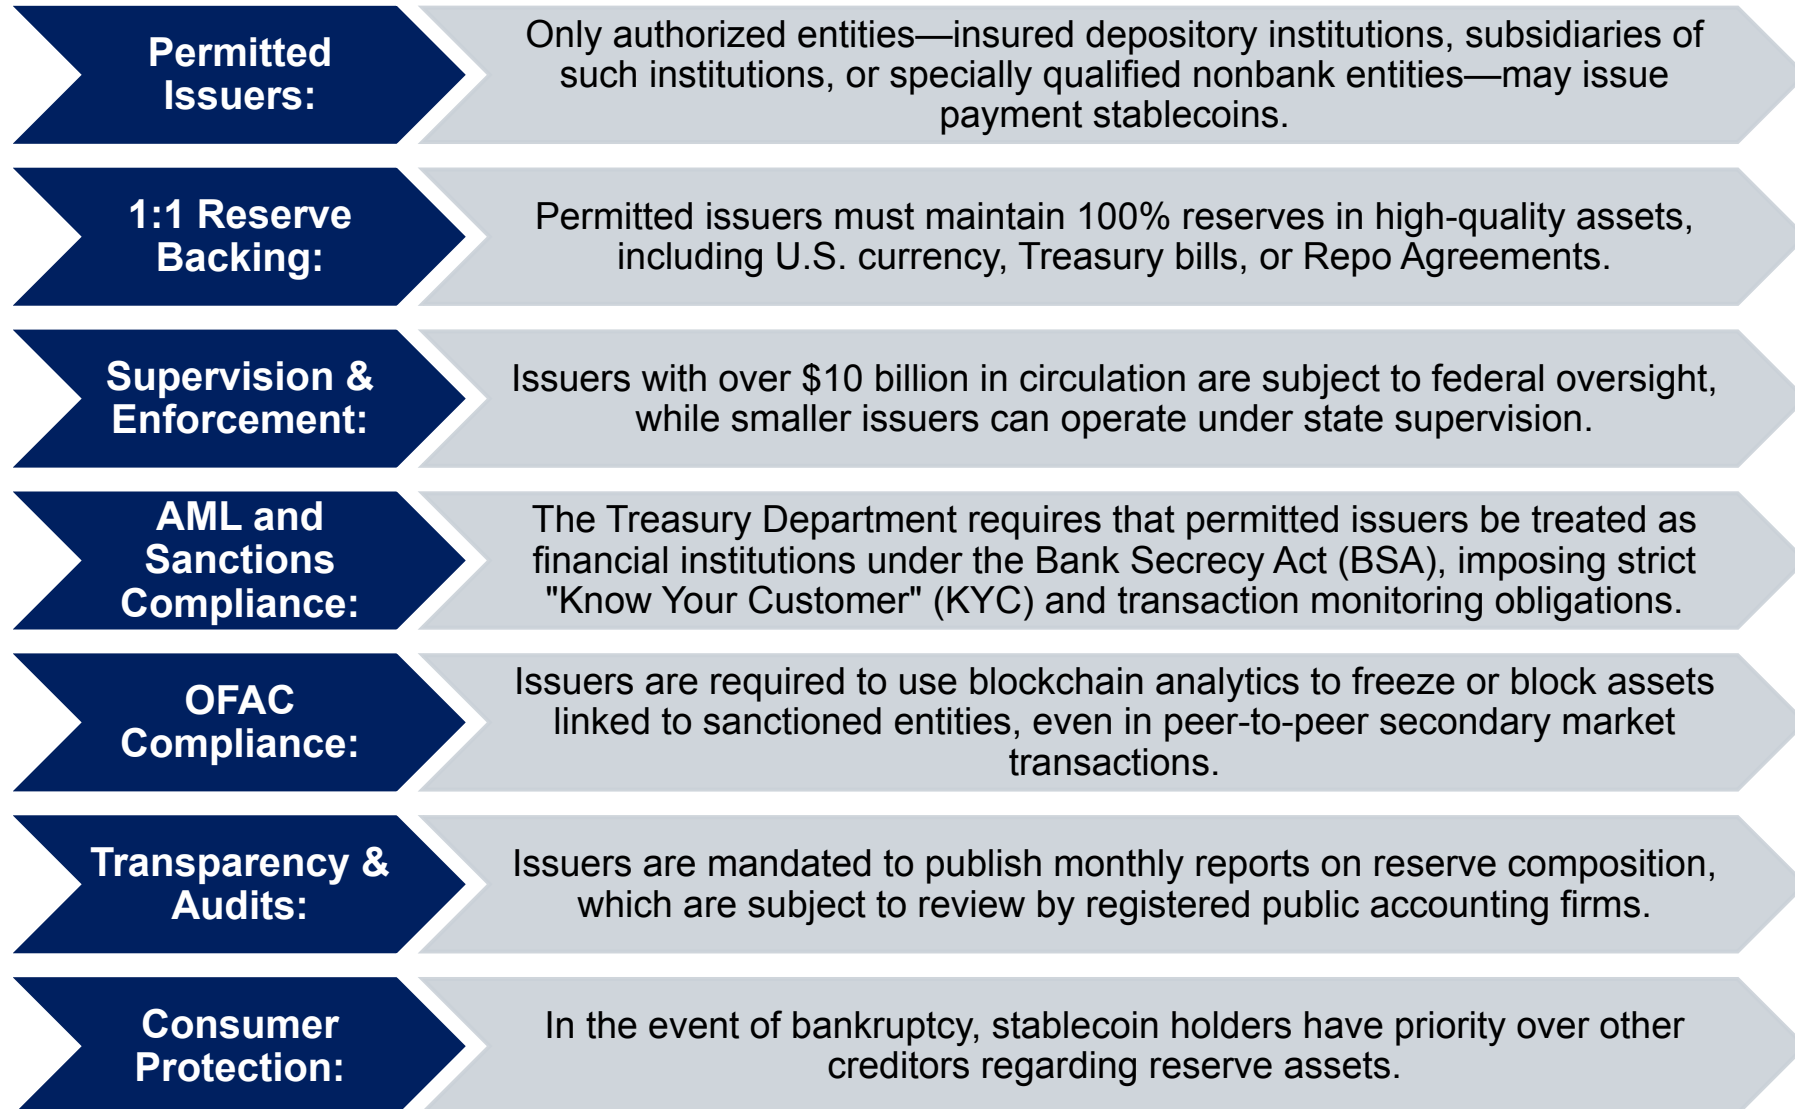 Permitted
Issuers:
Only authorized entities—insured depository institutions, subsidiaries of
such institutions, or specially qualified nonbank entities—may issue
payment stablecoins.
1:1 Reserve
Backing:
Permitted issuers must maintain 100% reserves in high-quality assets,
including U.S. currency, Treasury bills, or Repo Agreements.
Supervision &
Enforcement:
Issuers with over $10 billion in circulation are subject to federal oversight,
while smaller issuers can operate under state supervision.
AML and
Sanctions
Compliance:
The Treasury Department requires that permitted issuers be treated as
financial institutions under the Bank Secrecy Act (BSA), imposing strict
"Know Your Customer" (KYC) and transaction monitoring obligations.
OFAC
Compliance:
Issuers are required to use blockchain analytics to freeze or block assets
linked to sanctioned entities, even in peer-to-peer secondary market
transactions.
Transparency &
Audits:
Issuers are mandated to publish monthly reports on reserve composition,
which are subject to review by registered public accounting firms.
Consumer
Protection:
In the event of bankruptcy, stablecoin holders have priority over other
creditors regarding reserve assets.